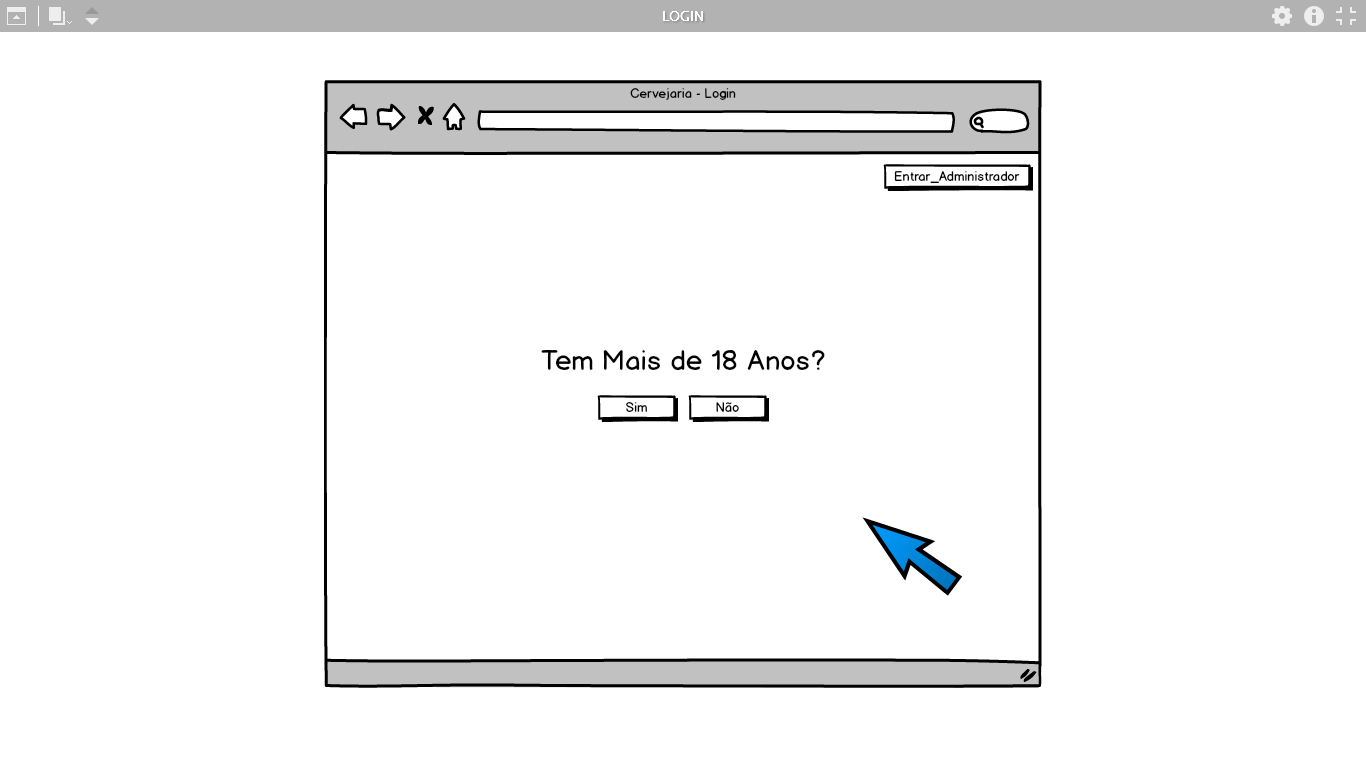 LOGIN
Cervejaria - Login
Entrar_Administrador
Tem Mais de 18 Anos?
Sim
Não